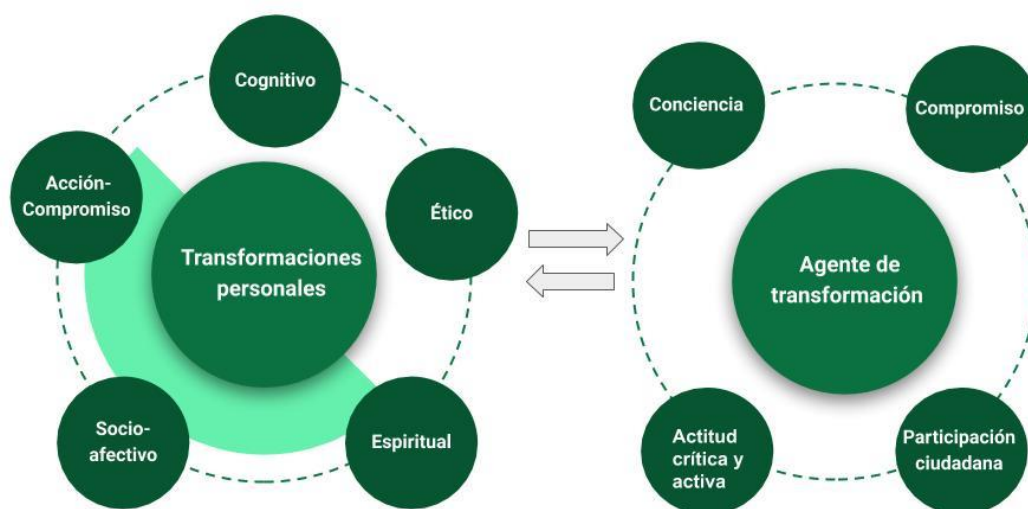 Cognitivo
Acción-
Compromiso
Ético
Transformaciones
personales
Socio-
afectivo
Espiritual
Conciencia
Compromiso
Agente de
transformación
Actitud
crítica y
activa
Participación
ciudadana